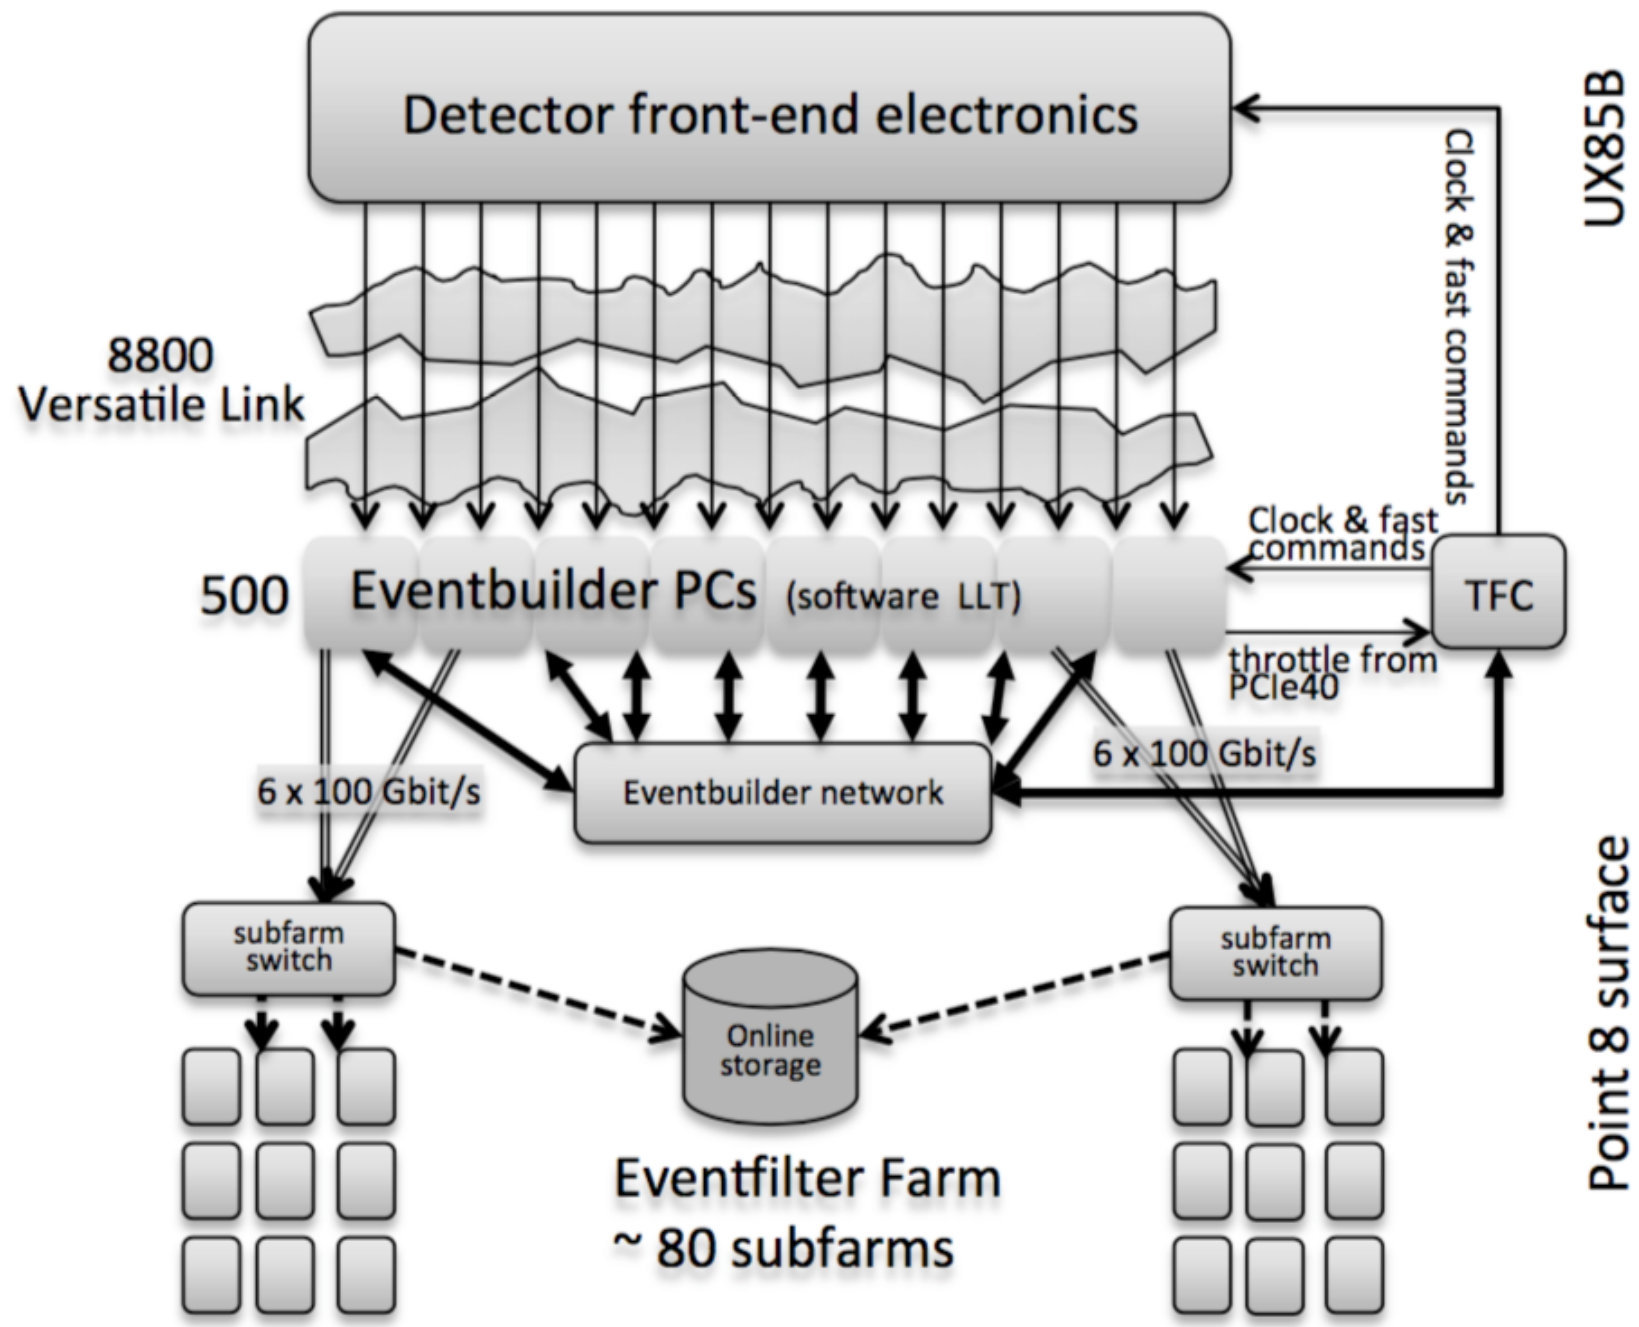 Detector front-end electronics
UX85B
Clock & fast commands
8800
Versatile Link
Clock & fast
commands
500
Eventbuilder PCs (software LLT)
TFC
throttle from
PCIe40
6 x 100 Gbit/s
6 x 100 Gbit/s
Eventbuilder network
Point 8 surface
subfarm
switch
subfarm
switch
Online
storage
Eventfilter Farm
~ 80 subfarms